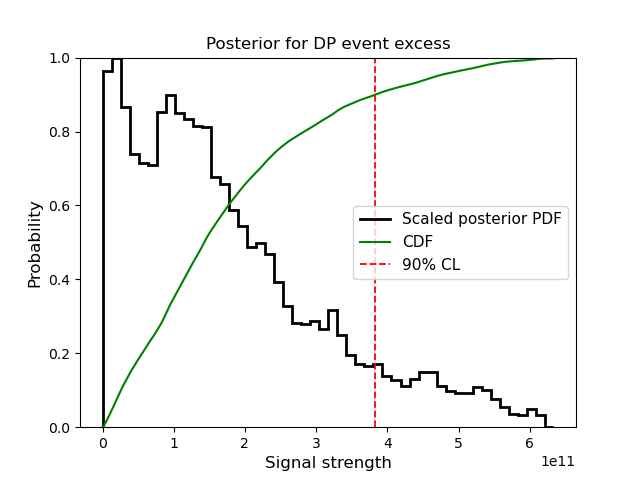 Posterior for DP event excess
Probability
1.0
0.8
0.6
0.4
0.2
0.0
Scaled posterior PDF
CDF
90% CL
0 1 2 3 4 5 6
1e11
Signal strength